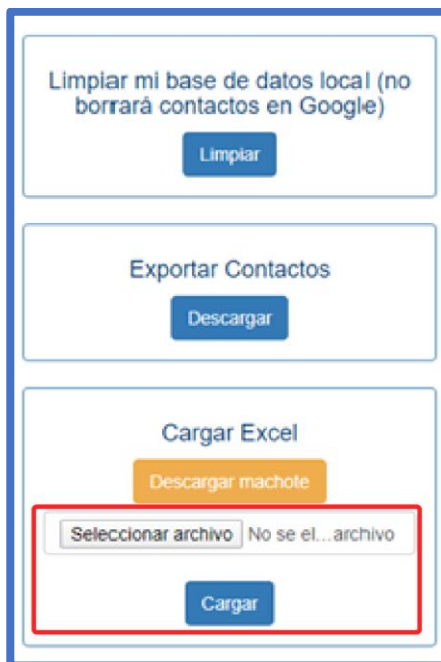 Limpiar mi base de datos local (no
borrará contactos en Google)
Limpiar
Exportar Contactos
Descargar
Cargar Excel
Descargar machote
Seleccionar archivo No se el...archivo
Cargar